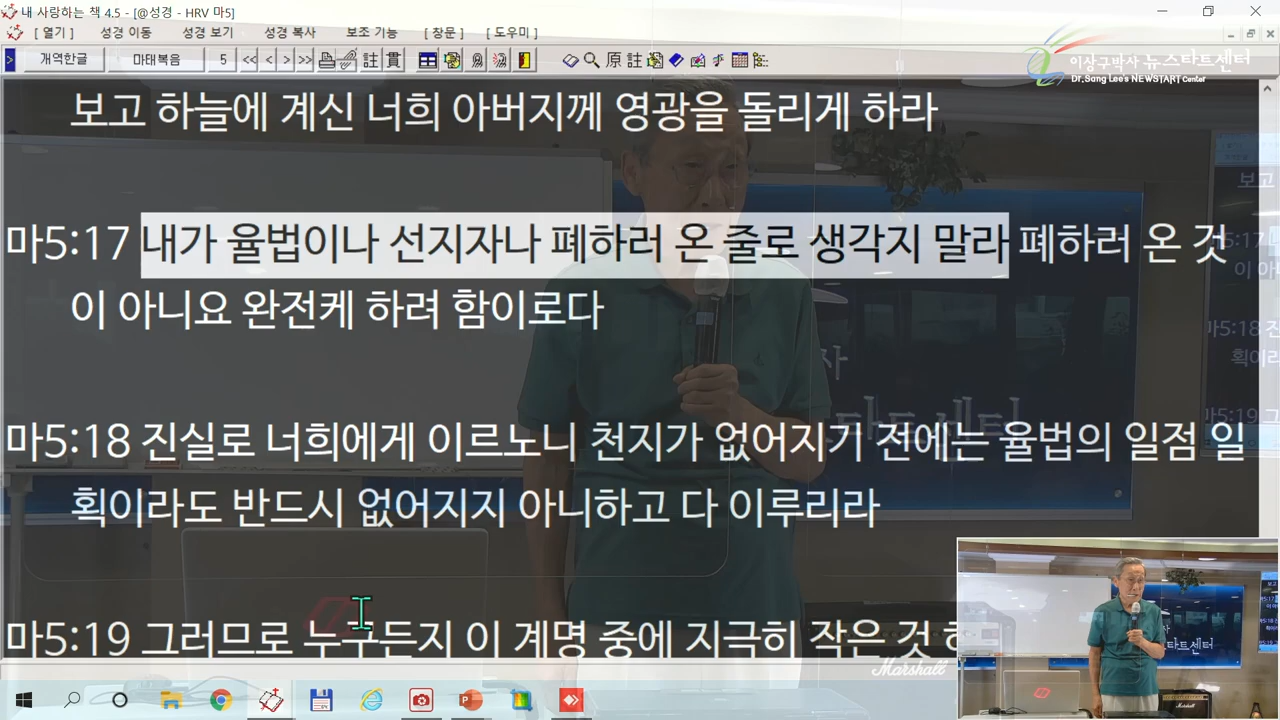 내 사랑하는 책 4.5 - [@성경 - HRV 마5]
[ 열기 ] 성경 이동 성경 보기 성경 복사 보조 기능 [ 창문 ] [ 도우미 ]
개역한글 마태복음 5 << < > >> 註 貫 原 註
이상구박사 뉴스타트센터
Dr.Sang Lee's NEWSTART Center
보고 하늘에 계신 너희 아버지께 영광을 돌리게 하라
마5:17 내가 율법이나 선지자나 폐하러 온 줄로 생각지 말라 폐하러 온 것
이 아니요 완전케 하려 함이로다
마5:18 진실로 너희에게 이르노니 천지가 없어지기 전에는 율법의 일점 일
획이라도 반드시 없어지지 아니하고 다 이루리라
마5:19 그러므로 누구든지 이 계명 중에 지극히 작은 것
Marshall